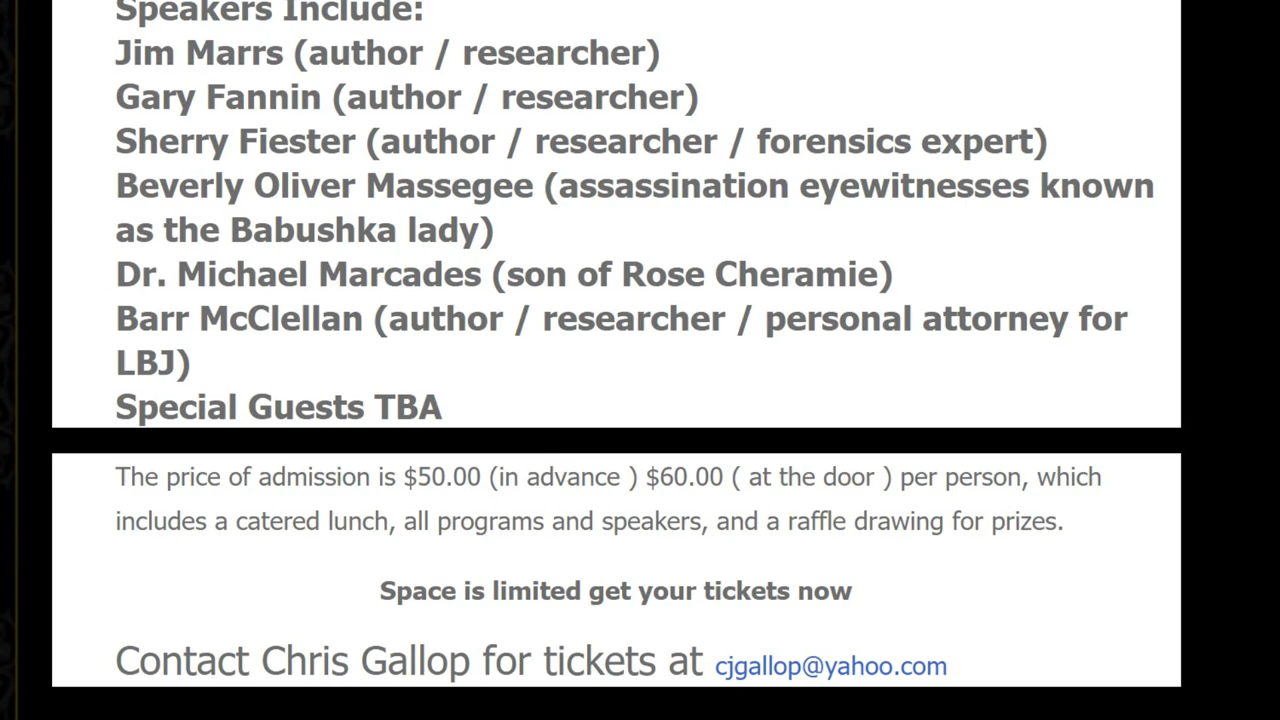 Speakers Include:
Jim Marrs (author / researcher)
Gary Fannin (author / researcher)
Sherry Fiester (author / researcher / forensics expert)
Beverly Oliver Massegee (assassination eyewitnesses known
as the Babushka lady)
Dr. Michael Marcades (son of Rose Cheramie)
Barr McClellan (author / researcher / personal attorney for
LBJ)
Special Guests TBA
The price of admission is $50.00 (in advance ) $60.00 ( at the door ) per person, which
includes a catered lunch, all programs and speakers, and a raffle drawing for prizes.
Space is limited get your tickets now
Contact Chris Gallop for tickets at cjgallop@yahoo.com